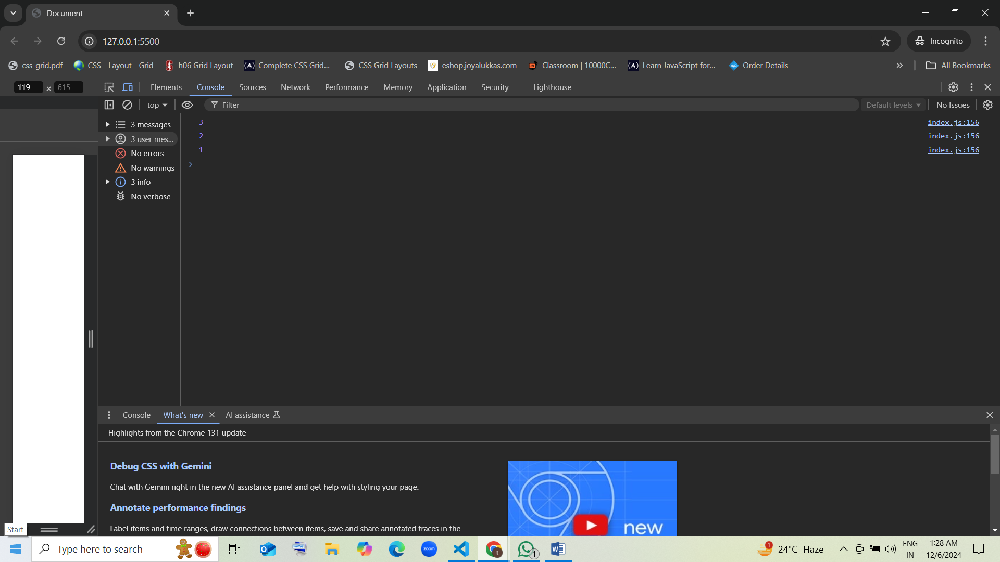 Document
127.0.0.1:5500
Incognito
css-grid.pdf
CSS - Layout - Grid
h06 Grid Layout
Complete CSS Grid...
CSS Grid Layouts
eshop.joyalukkas.com
Classroom | 10000C...
Learn JavaScript for...
Order Details
All Bookmarks
119 × 615
Elements Console Sources Network Performance Memory Application Security Lighthouse
top
Filter
Default levels
No Issues
3 messages
3 user mes...
No errors
No warnings
3 info
No verbose
3 index.js:156
2 index.js:156
1 index.js:156
Console What's new AI assistance
Highlights from the Chrome 131 update
Debug CSS with Gemini
Chat with Gemini right in the new AI assistance panel and get help with styling your page.
Annotate performance findings
Label items and time ranges, draw connections between items, save and share annotated traces in the
new
Start
Type here to search
zoom
t
1
1
24°C Haze
ENG
IN
1:28 AM
12/6/2024